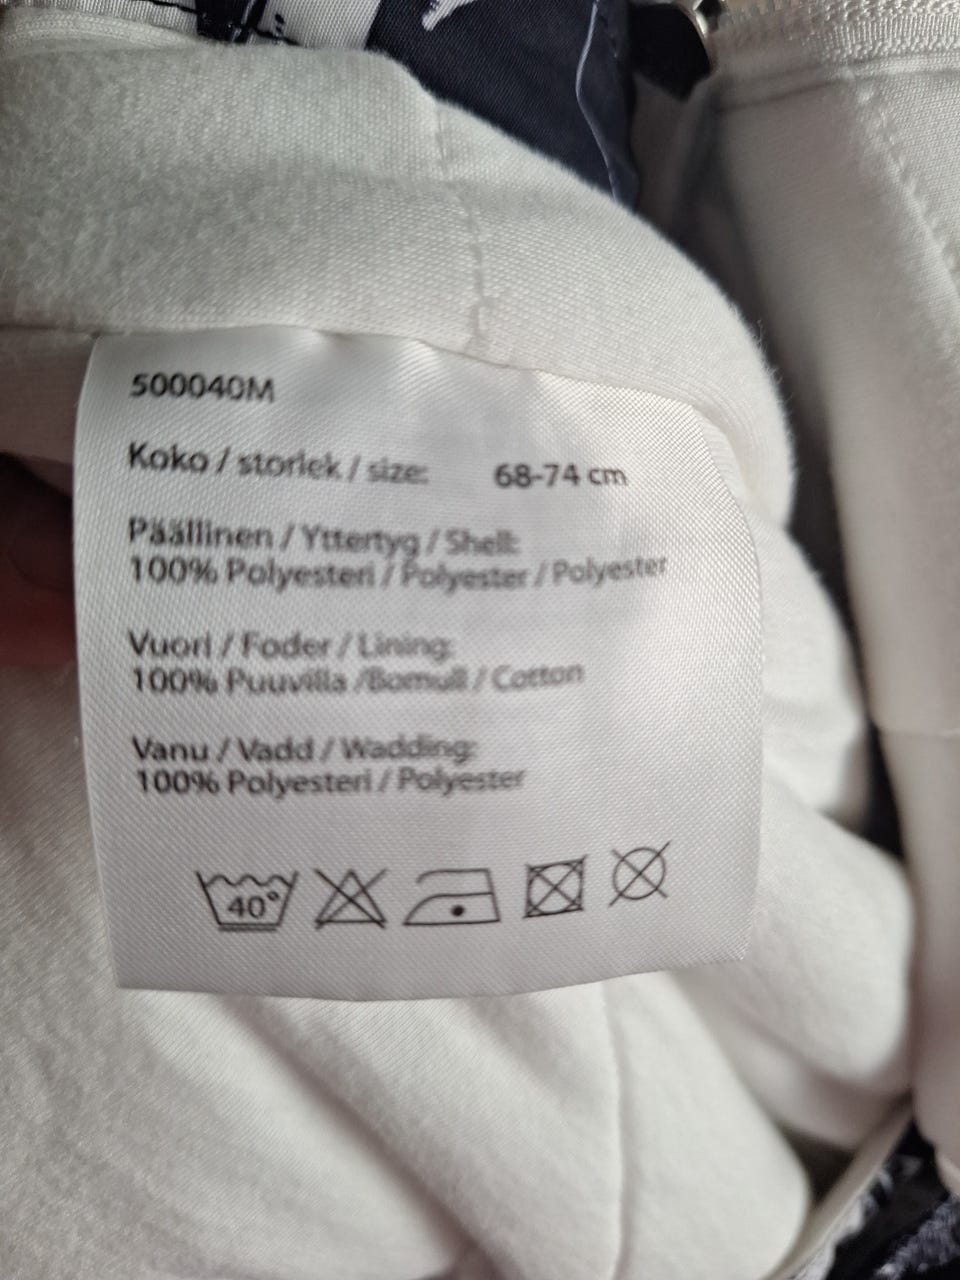 500040M
Koko / storlek / size: 68-74 cm
Päällinen / Yttertyg / Shell:
100% Polyesteri / Polyester / Polyester
Vuori / Foder / Lining:
100% Puuvilla /Bomull / Cotton
Vanu / Vadd / Wadding:
100% Polyesteri / Polyester
40°